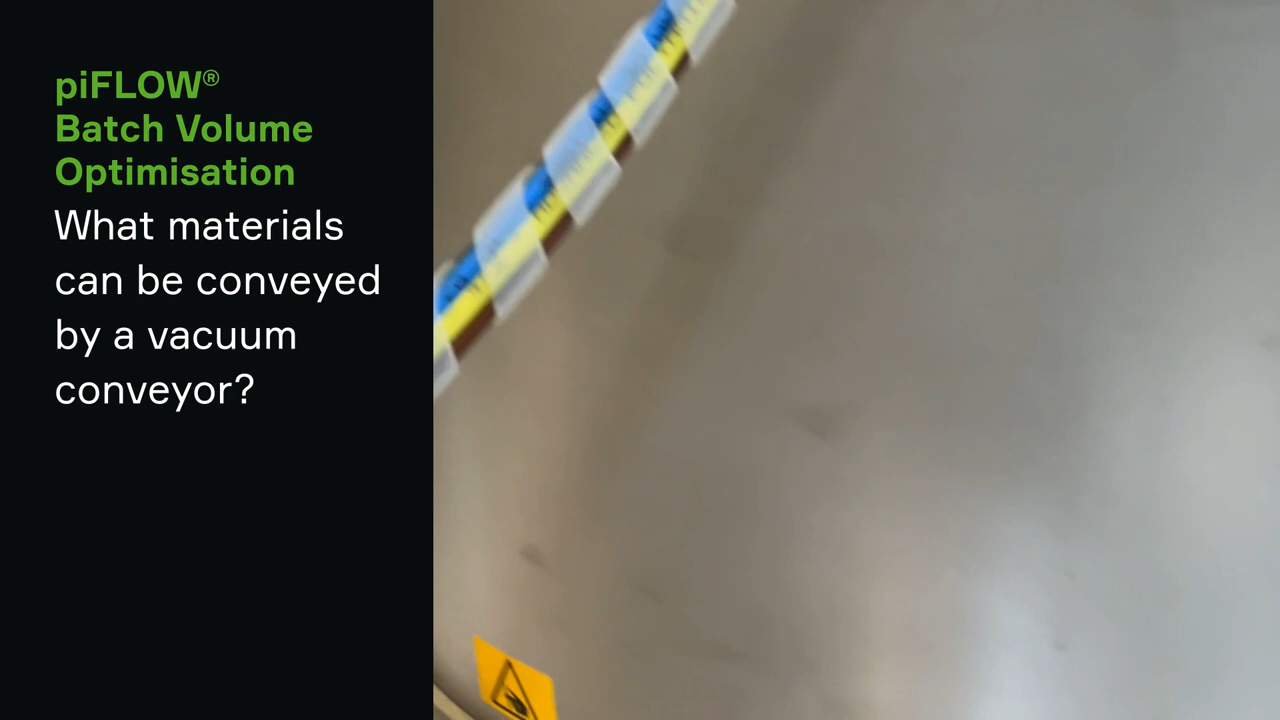 piFLOW®
Batch Volume
Optimisation
What materials
can be conveyed
by a vacuum
conveyor?